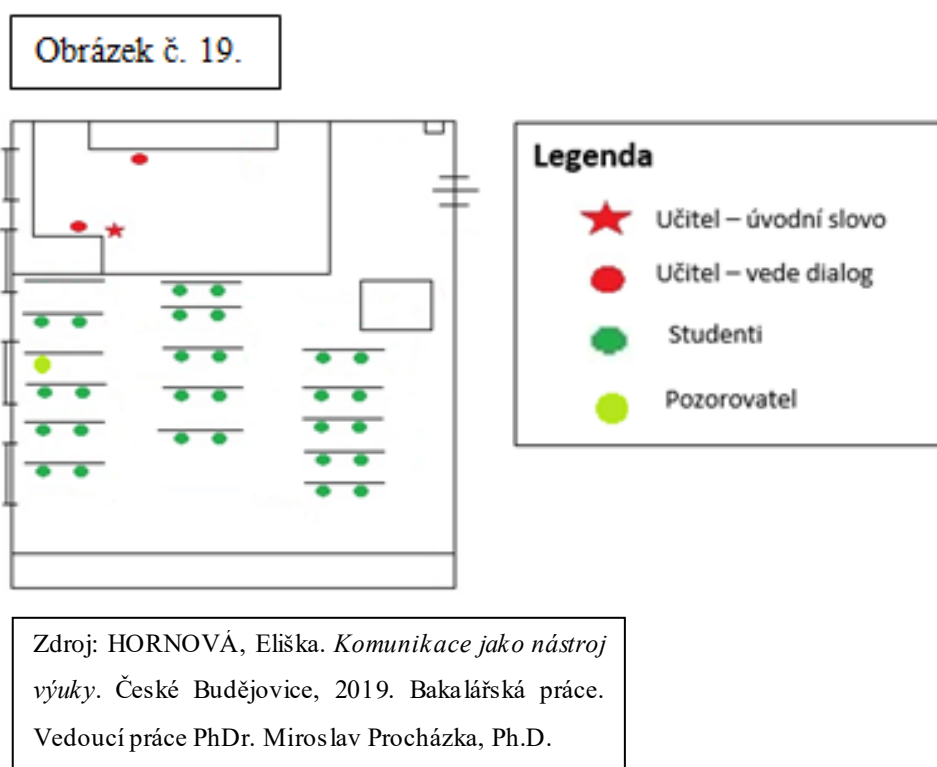 Obrázek č. 19.
Legenda
Učitel – úvodní slovo
Učitel – vede dialog
Studenti
Pozorovatel
Zdroj: HORNOVÁ, Eliška. Komunikace jako nástroj
výuky. České Budějovice, 2019. Bakalářská práce.
Vedoucí práce PhDr. Miroslav Procházka, Ph.D.